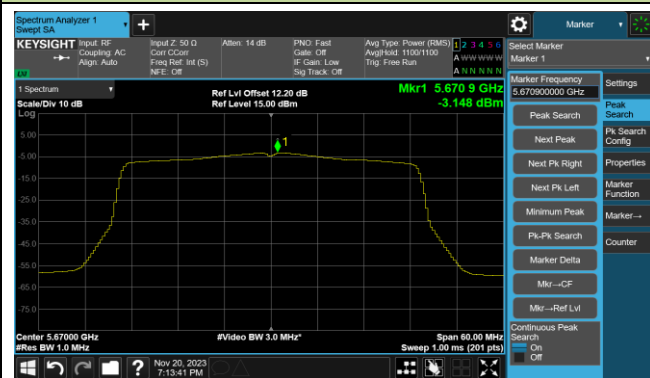 Spectrum Analyzer 1
Swept SA
+
Marker
KEYSIGHT
Input: RF
Coupling: AC
Align: Auto
Input Z: 50 Ω
Corr CCorr
Freq Ref: Int (S)
NFE: Off
Atten: 14 dB
PNO: Fast
Gate: Off
IF Gain: Low
Sig Track: Off
Avg Type: Power (RMS)
Avg|Hold: 1100/1100
Trig: Free Run
1 2 3 4 5 6
A W W W W W
A N N N N N
LXI
Select Marker
Marker 1
1 Spectrum
Scale/Div 10 dB
Log
Ref Lvl Offset 12.20 dB
Ref Level 15.00 dBm
Mkr1 5.670 9 GHz
-3.148 dBm
5.00
-5.00
-15.0
-25.0
-35.0
-45.0
-55.0
-65.0
-75.0
1
Center 5.67000 GHz
#Res BW 1.0 MHz
#Video BW 3.0 MHz*
Span 60.00 MHz
Sweep 1.00 ms (201 pts)
Marker Frequency
5.670900000 GHz
Peak Search
Next Peak
Next Pk Right
Next Pk Left
Minimum Peak
Pk-Pk Search
Marker Delta
Mkr→CF
Mkr→Ref Lvl
Continuous Peak
Search
On
Off
Settings
Peak
Search
Pk Search
Config
Properties
Marker
Function
Marker→
Counter
?
Nov 20, 2023
7:13:41 PM